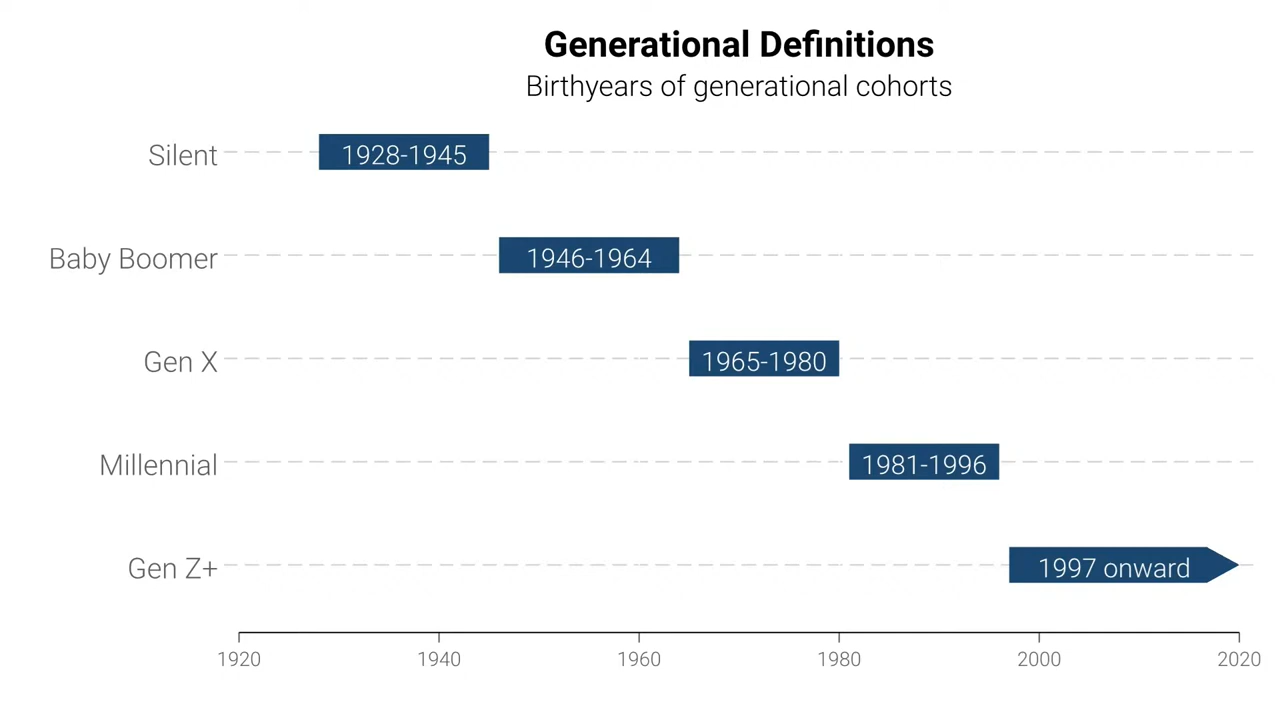 Generational Definitions
Birthyears of generational cohorts
Silent
1928-1945
Baby Boomer
1946-1964
Gen X
1965-1980
Millennial
1981-1996
Gen Z+
1997 onward
1920 1940 1960 1980 2000 2020